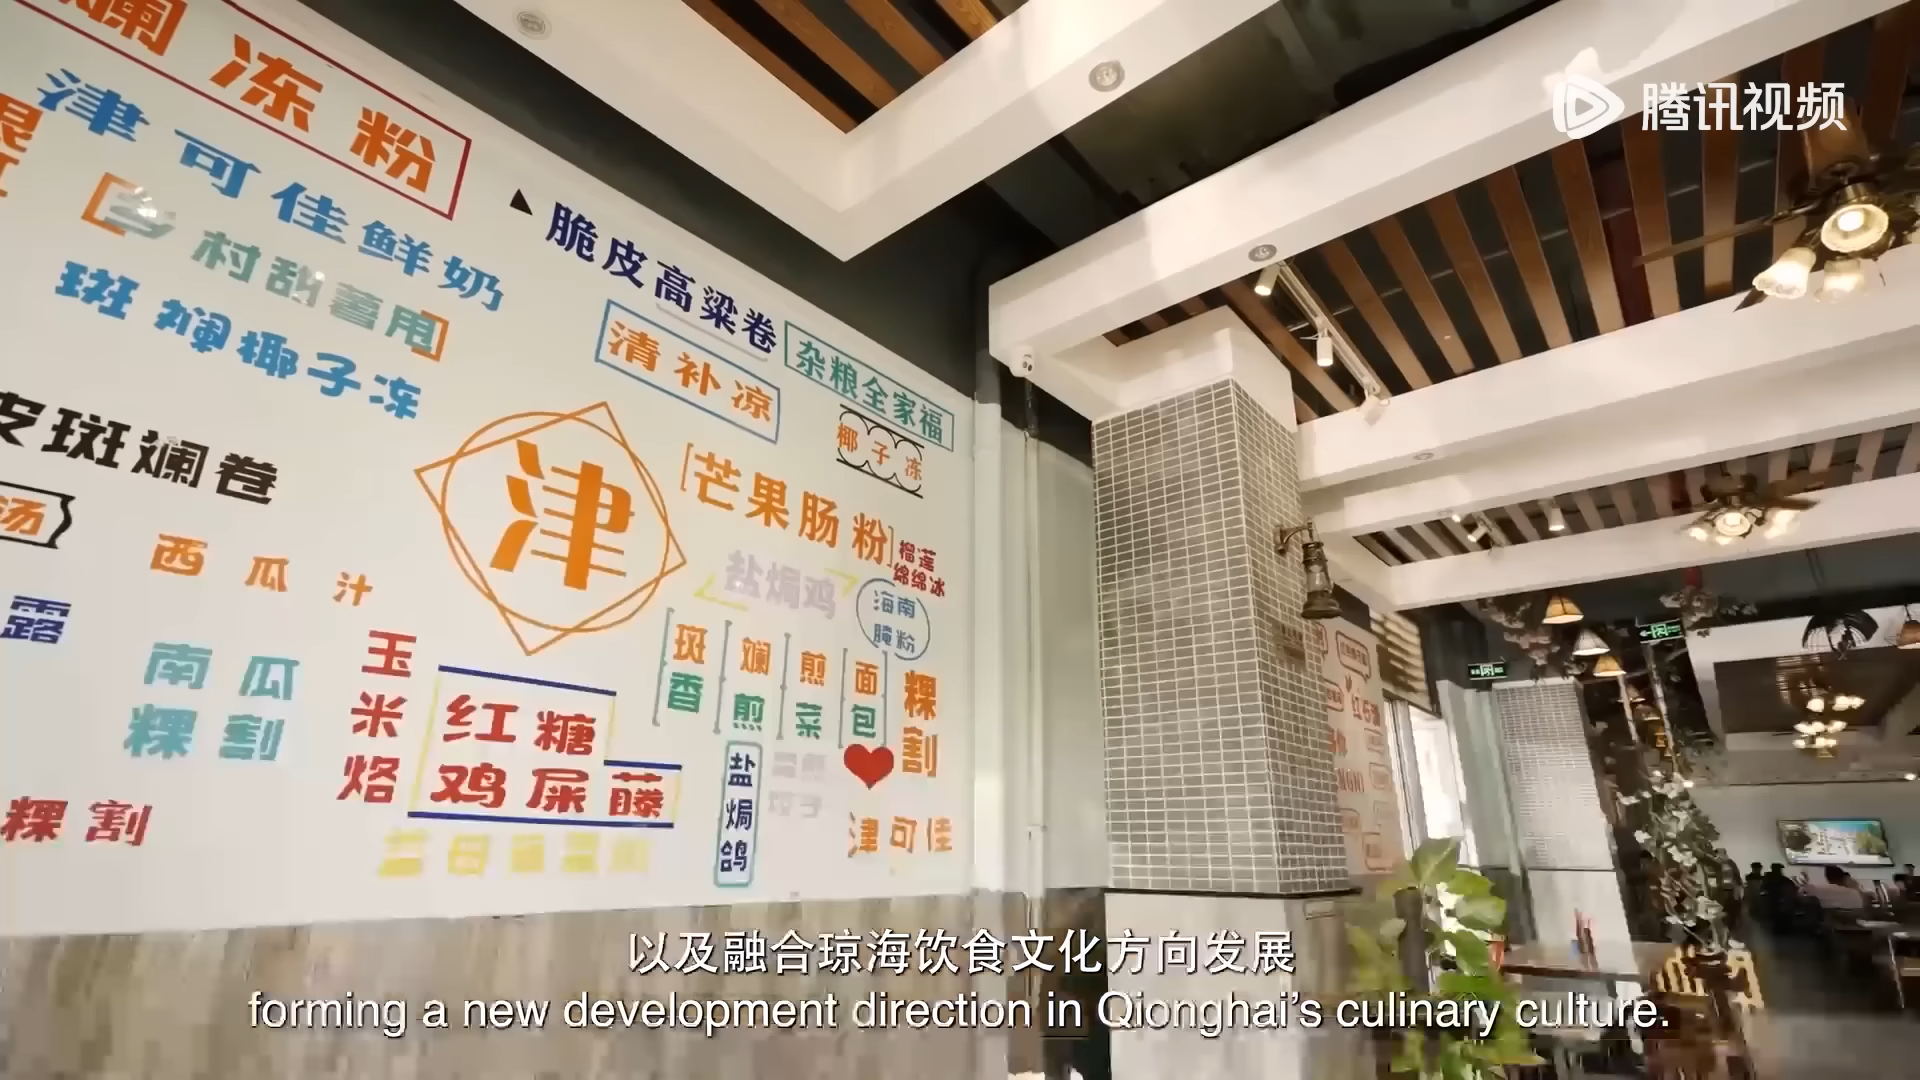 斓冻粉
津可佳鲜奶
乡村刮薯甩
斑斓椰子冻
皮斑斓卷
汤
西瓜汁
露
南瓜
粿割
粿割
玉米烙
红糖
鸡屎藤
津
脆皮高粱卷
清补凉
杂粮全家福
椰子冻
芒果肠粉
榴莲
绵绵冰
盐焗鸡
海南
腌粉
斑香
斓煎
煎菜
面包
粿割
盐焗鸽
津可佳
腾讯视频
以及融合琼海饮食文化方向发展
forming a new development direction in Qionghai's culinary culture.